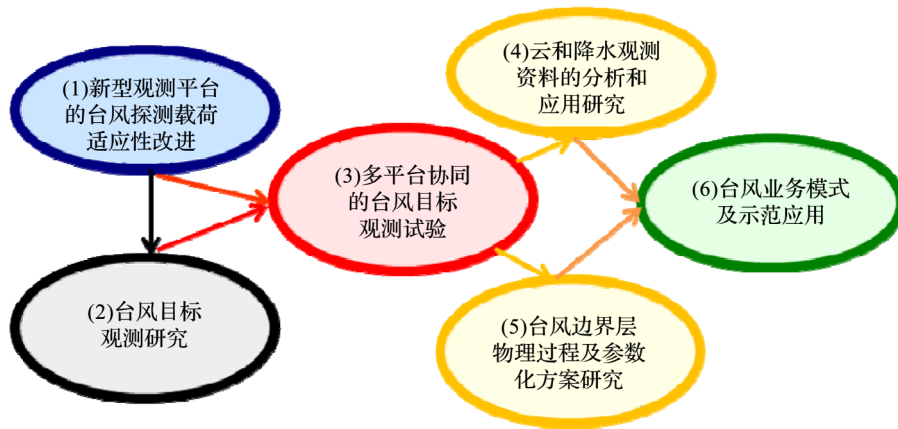 (1)新型观测平台
的台风探测载荷
适应性改进
(2)台风目标
观测研究
(3)多平台协同
的台风目标
观测试验
(4)云和降水观测
资料的分析和
应用研究
(5)台风边界层
物理过程及参数
化方案研究
(6)台风业务模式
及示范应用